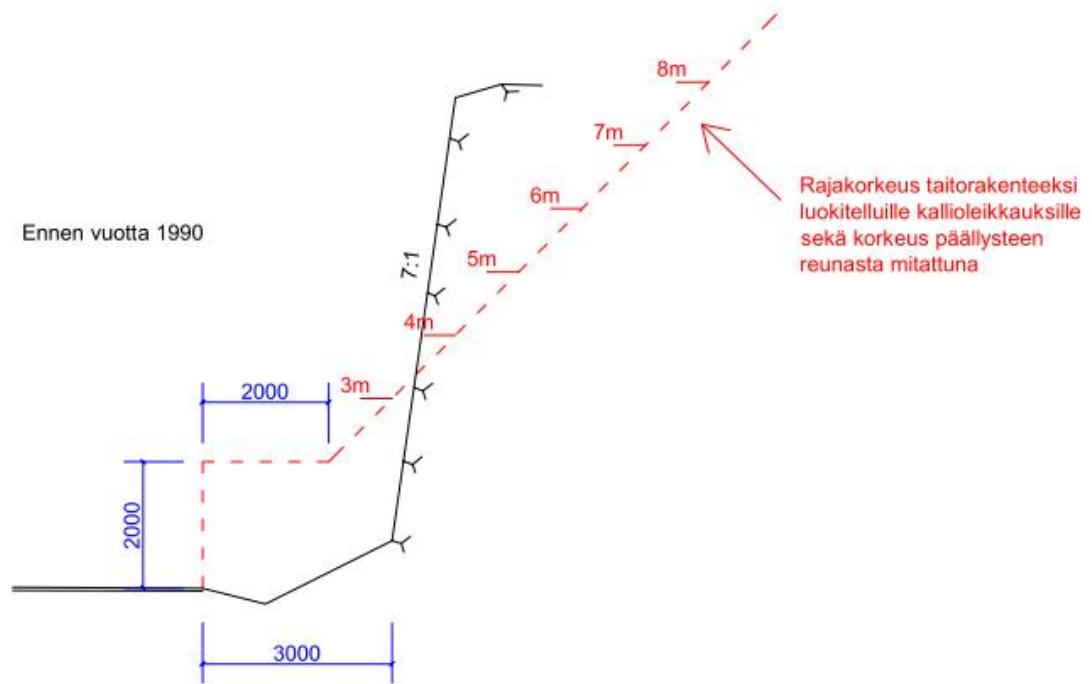 8m
7m
Rajakorkeus taitorakenteeksi
luokitelluille kallioleikkauksille
sekä korkeus päällysteen
reunasta mitattuna
6m
Ennen vuotta 1990
5m
7:1
4m
3m
2000
2000
3000